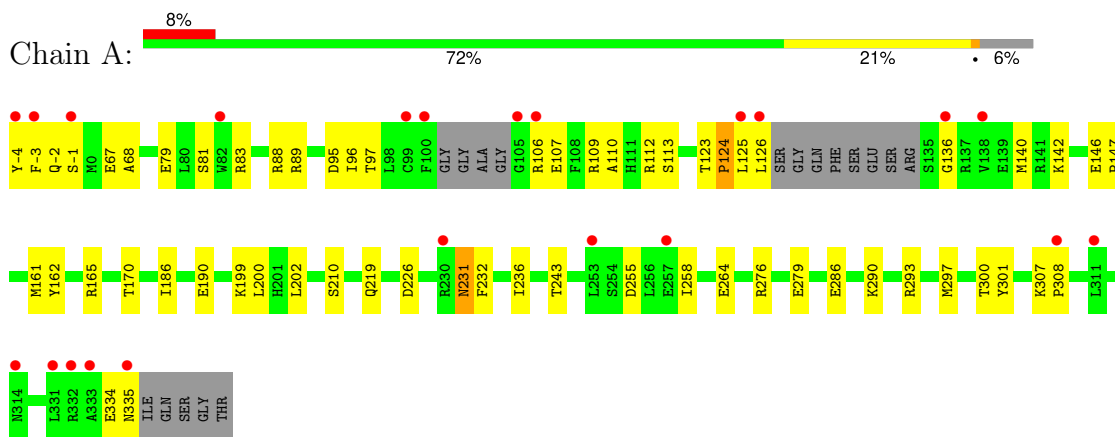 8%
Chain A:
72% 21% • 6%
Y-4 F-3 Q-2 S-1 M0 E67 A68 E79 L80 S81 W82 R83 R88 R89 D95 I96 T97 L98 C99 F100 GLY GLY ALA GLY G105 R106 E107 F108 R109 A110 H111 R112 S113 T123 P124 L125 L126 SER GLY GLN PHE SER GLU SER ARG S135 G136 R137 V138 E139 M140 R141 K142 E146
M161 Y162 R165 T170 I186 E190 K199 L200 H201 L202 S210 Q219 D226 R230 N231 F232 I236 T243 L253 S254 D255 L256 E257 I258 E264 R276 E279 E286 K290 R293 M297 T300 Y301 K307 P308 L311
N314 L331 R332 A333 E334 N335 ILE GLN SER GLY THR